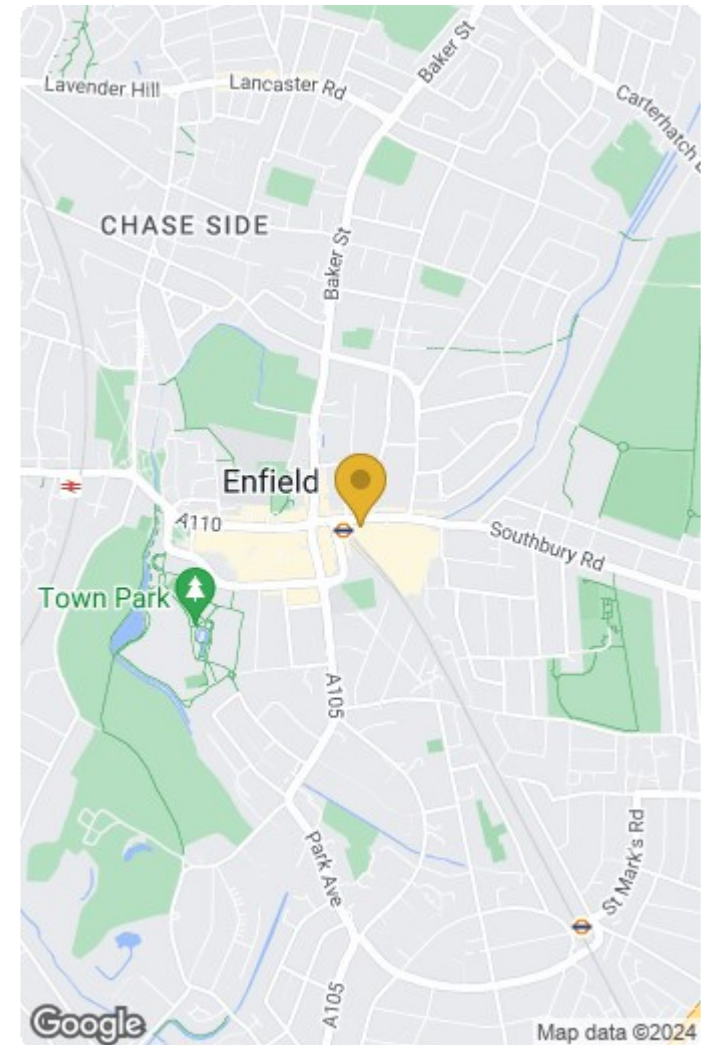 Baker St
Lavender Hill
Lancaster Rd
CHASE SIDE
Baker St
Enfield
A110
Southbury Rd
Town Park
A105
St Mark's Rd
Park Ave
A105
Google
Map data ©2024